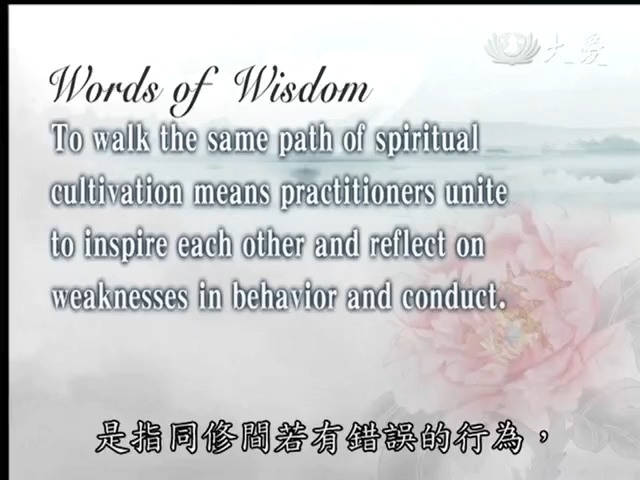 大愛
Words of Wisdom
To walk the same path of spiritual
cultivation means practitioners unite
to inspire each other and reflect on
weaknesses in behavior and conduct.
是指同修間若有錯誤的行為，